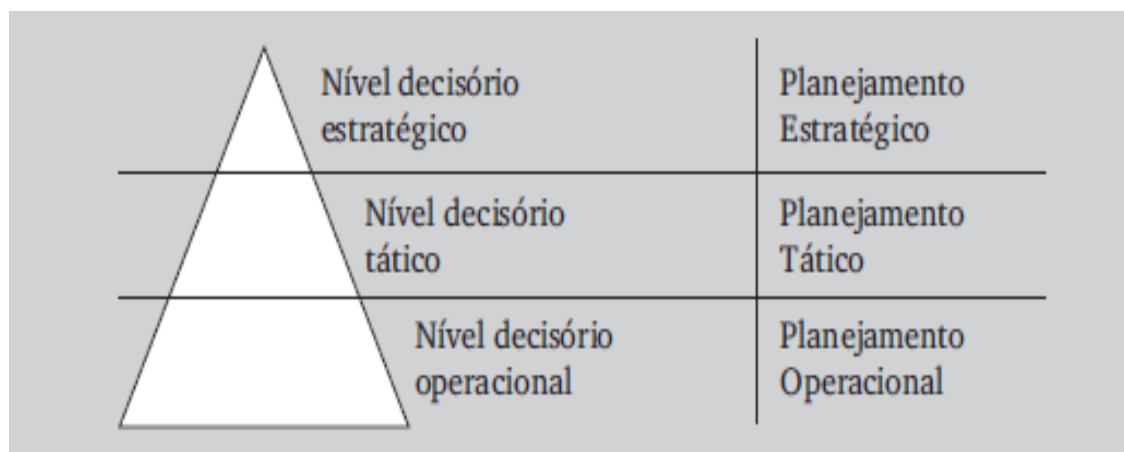 Nível decisório
estratégico
Planejamento
Estratégico
Nível decisório
tático
Planejamento
Tático
Nível decisório
operacional
Planejamento
Operacional